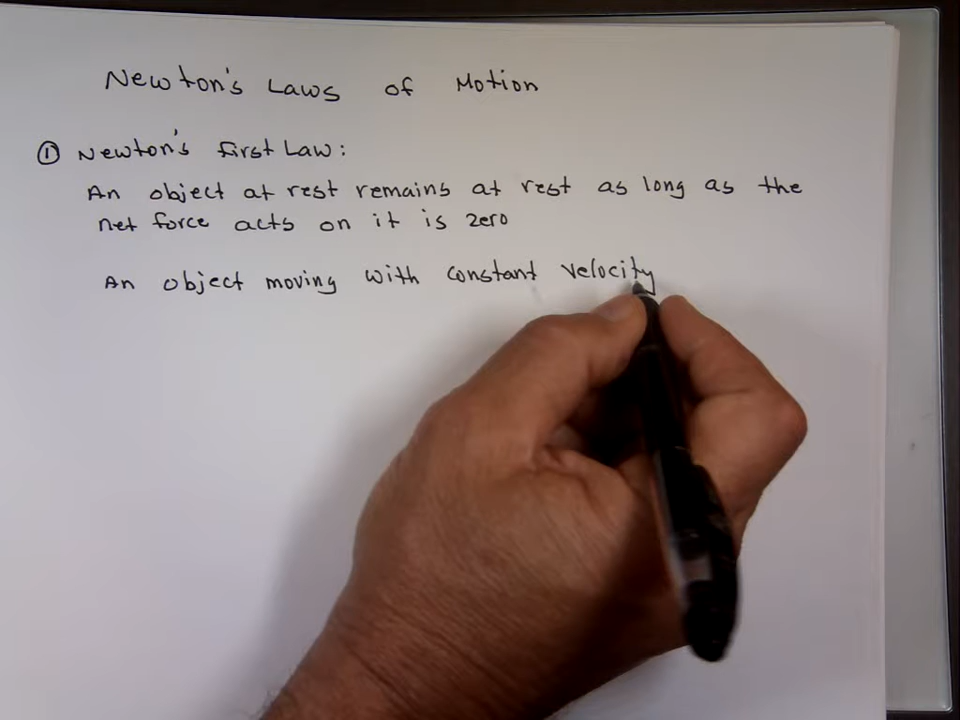 Newton's Laws of Motion
① Newton's first Law:
An object at rest remains at rest as long as the
net force acts on it is zero
An object moving with constant velocity